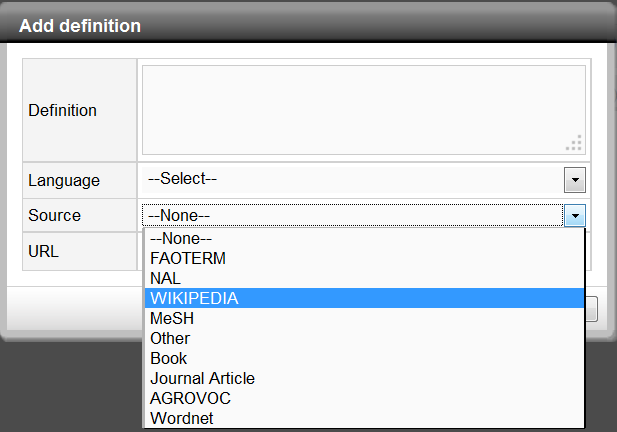 Add definition
Definition
Language --Select--
Source --None--
--None--
FAOTERM
NAL
WIKIPEDIA
MeSH
Other
Book
Journal Article
AGROVOC
Wordnet
URL